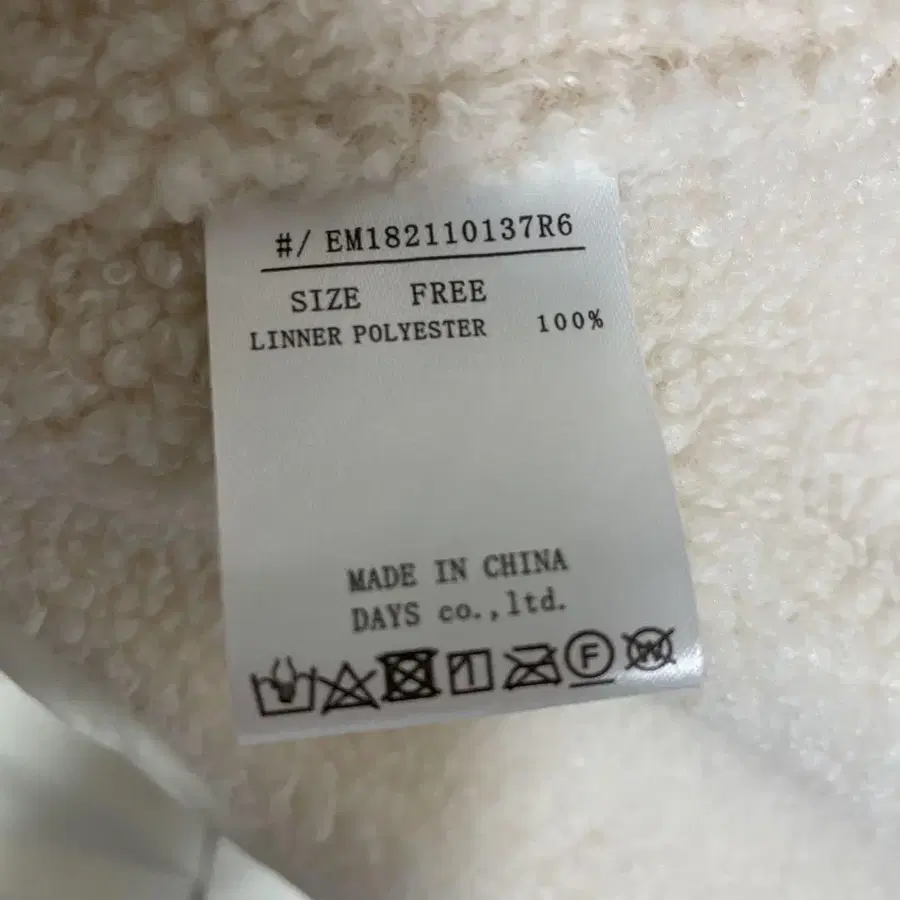 #/ EM182110137R6
SIZE FREE
LINNER POLYESTER 100%
MADE IN CHINA
DAYS co.,ltd.
F W